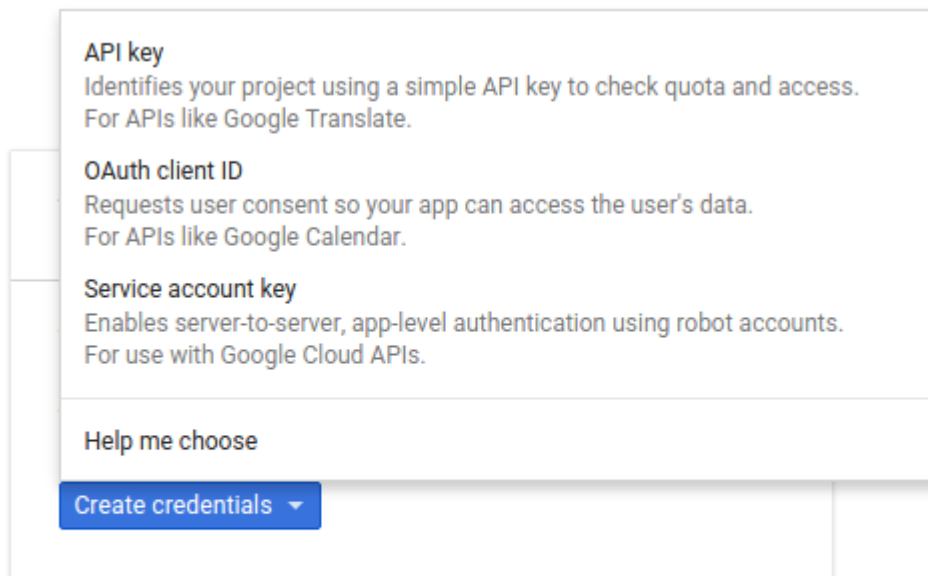 API key
Identifies your project using a simple API key to check quota and access.
For APIs like Google Translate.
OAuth client ID
Requests user consent so your app can access the user's data.
For APIs like Google Calendar.
Service account key
Enables server-to-server, app-level authentication using robot accounts.
For use with Google Cloud APIs.
Help me choose
Create credentials